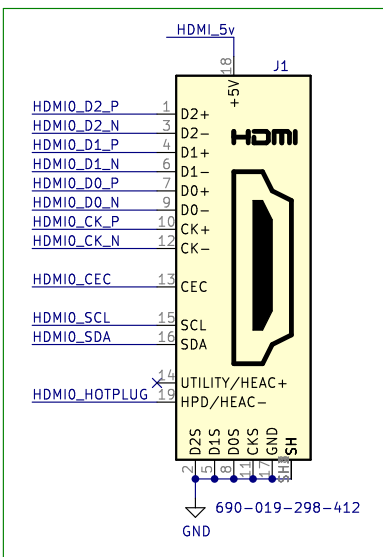 HDMI_5v
18
J1
+5V
HDMI0_D2_P 1 D2+
HDMI0_D2_N 3 D2-
HDMI
HDMI0_D1_P 4 D1+
HDMI0_D1_N 6 D1-
HDMI0_D0_P 7 D0+
HDMI0_D0_N 9 D0-
HDMI0_CK_P 10 CK+
HDMI0_CK_N 12 CK-
HDMI0_CEC 13 CEC
HDMI0_SCL 15 SCL
HDMI0_SDA 16 SDA
14 UTILITY/HEAC+
HDMI0_HOTPLUG 19 HPD/HEAC-
D2S D1S D0S CKS GND SH
2 5 8 11 17
690-019-298-412
GND